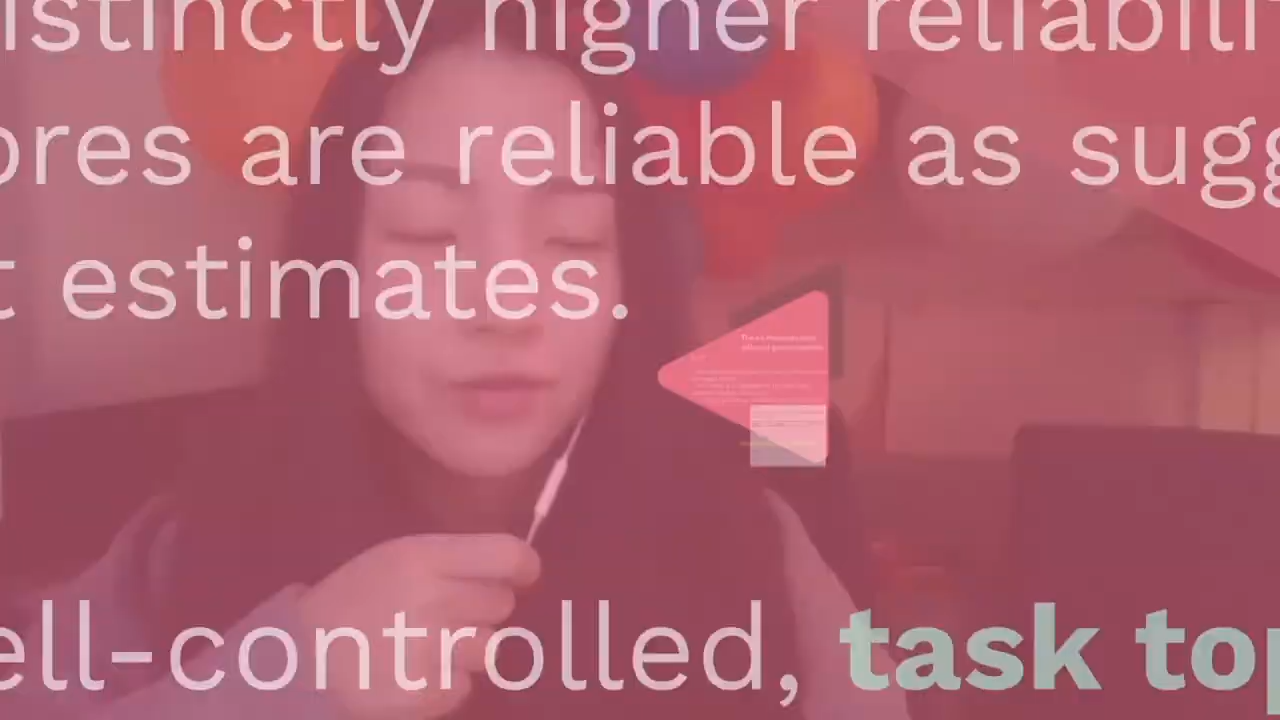 istinctly higher reliabilit
ores are reliable as sugg
t estimates.
ell-controlled, task top